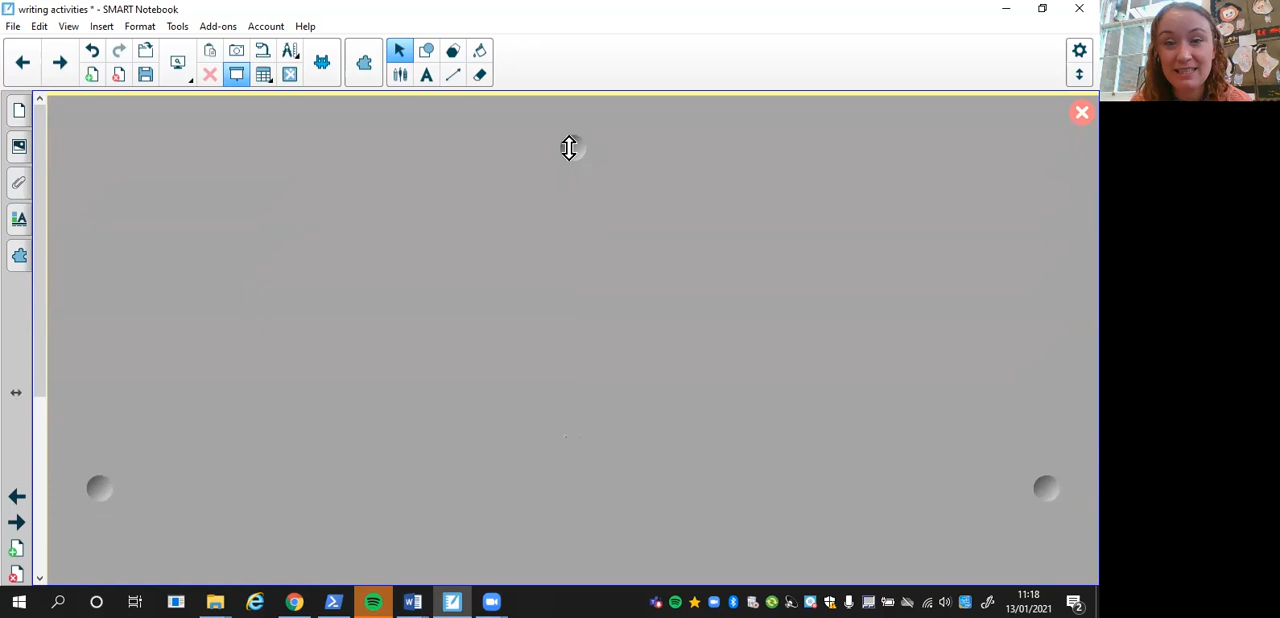 writing activities * - SMART Notebook
File Edit View Insert Format Tools Add-ons Account Help
11:18
13/01/2021
2